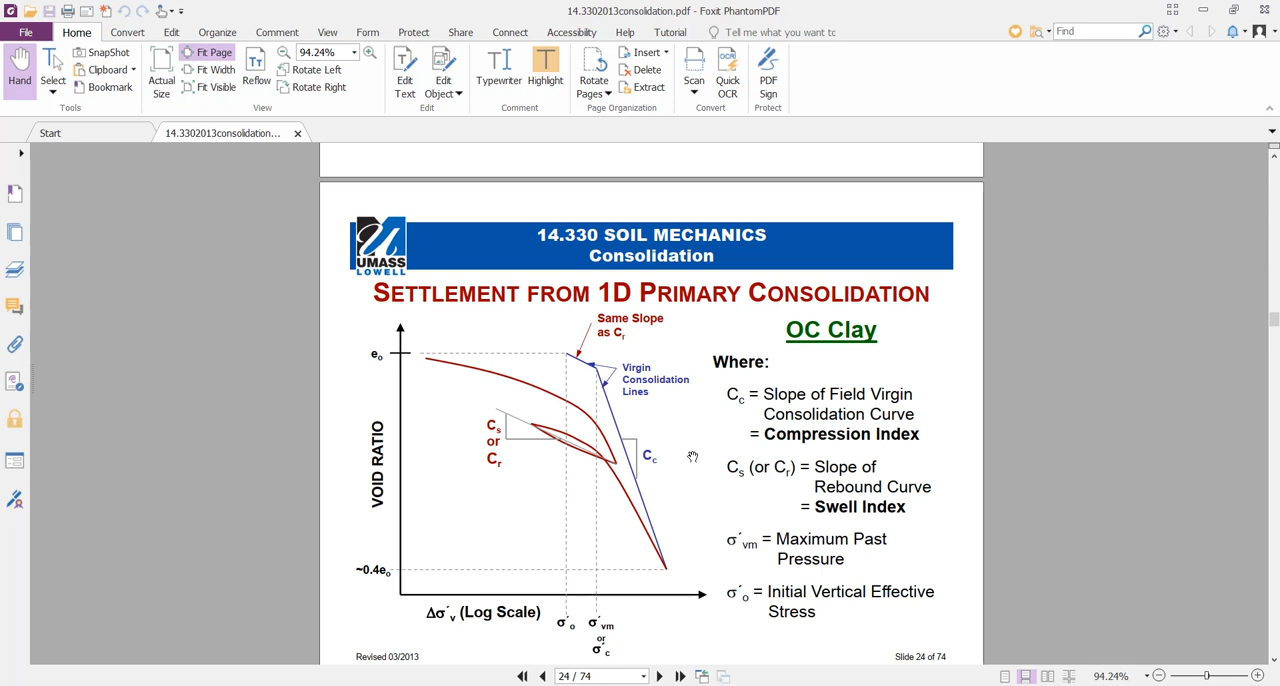 14.3302013consolidation.pdf - Foxit PhantomPDF
File Home Convert Edit Organize Comment View Form Protect Share Connect Accessibility Help Tutorial Tell me what you want tc Find
Hand
Select
SnapShot
Clipboard
Bookmark
Tools
Actual Size
Fit Page
Fit Width
Fit Visible
Reflow
94.24%
Rotate Left
Rotate Right
View
Edit Text
Edit Object
Edit
Typewriter
Highlight
Comment
Rotate Pages
Insert
Delete
Extract
Page Organization
Scan
Quick OCR
Convert
PDF Sign
Protect
Start
14.3302013consolidation...
UMASS
LOWELL
14.330 SOIL MECHANICS
Consolidation
SETTLEMENT FROM 1D PRIMARY CONSOLIDATION
Same Slope
as Cr
eo
Virgin
Consolidation
Lines
Cs
or
Cr
Cc
VOID RATIO
~0.4eo
Δσ´v (Log Scale)
σ´o
σ´vm
or
σ´c
OC Clay
Where:
Cc = Slope of Field Virgin
Consolidation Curve
= Compression Index
Cs (or Cr) = Slope of
Rebound Curve
= Swell Index
σ´vm = Maximum Past
Pressure
σ´o = Initial Vertical Effective
Stress
Revised 03/2013
Slide 24 of 74
24 / 74
94.24%